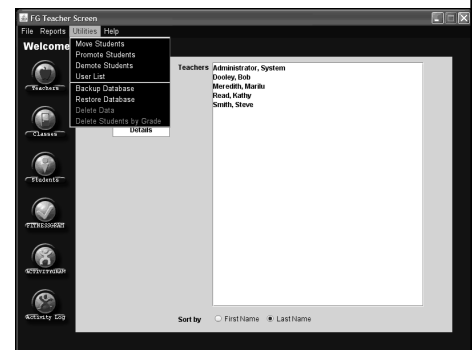 FG Teacher Screen
File Reports Utilities Help
Welcome
Move Students
Promote Students
Demote Students
User List
Backup Database
Restore Database
Delete Data
Delete Students by Grade
Details
Teachers
Classes
Students
FITNESSGRAM
ACTIVITYGRAM
Activity Log
Teachers
Administrator, System
Dooley, Bob
Meredith, Marilu
Read, Kathy
Smith, Steve
Sort by First Name Last Name